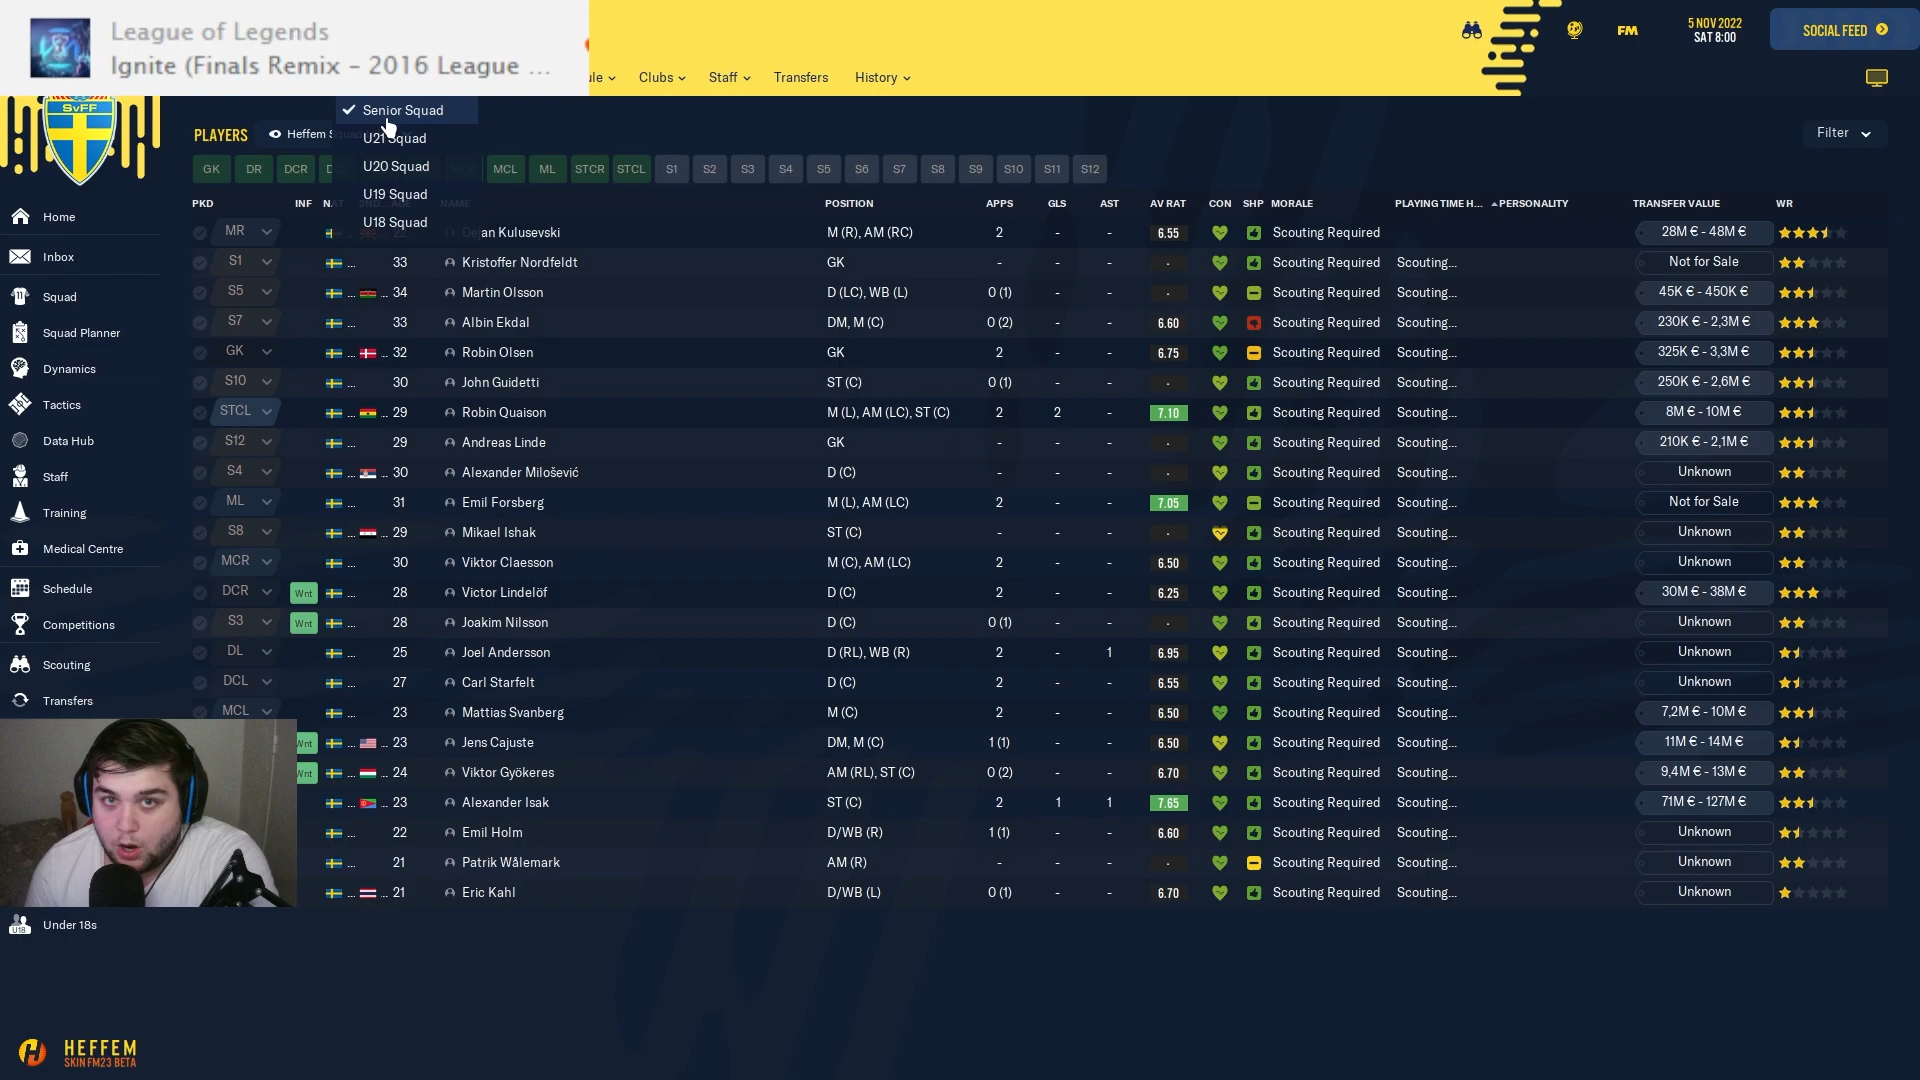 League of Legends
Ignite (Finals Remix - 2016 League ...
ule Clubs Staff Transfers History
FM
5 NOV 2022
SAT 8:00
SOCIAL FEED
SvFF
Senior Squad
U21 Squad
U20 Squad
U19 Squad
U18 Squad
PLAYERS Heffem Squad Filter
GK DR DCR MCR MCL ML STCR STCL S1 S2 S3 S4 S5 S6 S7 S8 S9 S10 S11 S12
PKD INF NAT 2ND... AGE NAME POSITION APPS GLS AST AV RAT CON SHP MORALE PLAYING TIME H... PERSONALITY TRANSFER VALUE WR
MR 22 Dejan Kulusevski M (R), AM (RC) 2 - - 6.55 Scouting Required 28M € - 48M €
S1 ... 33 Kristoffer Nordfeldt GK - - - - Scouting Required Scouting... Not for Sale
S5 ... ... 34 Martin Olsson D (LC), WB (L) 0 (1) - - - Scouting Required Scouting... 45K € - 450K €
S7 ... 33 Albin Ekdal DM, M (C) 0 (2) - - 6.60 Scouting Required Scouting... 230K € - 2,3M €
GK ... ... 32 Robin Olsen GK 2 - - 6.75 Scouting Required Scouting... 325K € - 3,3M €
S10 ... 30 John Guidetti ST (C) 0 (1) - - - Scouting Required Scouting... 250K € - 2,6M €
STCL ... ... 29 Robin Quaison M (L), AM (LC), ST (C) 2 2 - 7.10 Scouting Required Scouting... 8M € - 10M €
S12 ... 29 Andreas Linde GK - - - - Scouting Required Scouting... 210K € - 2,1M €
S4 ... ... 30 Alexander Milošević D (C) - - - - Scouting Required Scouting... Unknown
ML ... 31 Emil Forsberg M (L), AM (LC) 2 - - 7.05 Scouting Required Scouting... Not for Sale
S8 ... ... 29 Mikael Ishak ST (C) - - - - Scouting Required Scouting... Unknown
MCR ... 30 Viktor Claesson M (C), AM (LC) 2 - - 6.50 Scouting Required Scouting... Unknown
DCR Wnt ... 28 Victor Lindelöf D (C) 2 - - 6.25 Scouting Required Scouting... 30M € - 38M €
S3 Wnt ... 28 Joakim Nilsson D (C) 0 (1) - - - Scouting Required Scouting... Unknown
DL ... 25 Joel Andersson D (RL), WB (R) 2 - 1 6.95 Scouting Required Scouting... Unknown
DCL ... 27 Carl Starfelt D (C) 2 - - 6.55 Scouting Required Scouting... Unknown
MCL ... 23 Mattias Svanberg M (C) 2 - - 6.50 Scouting Required Scouting... 7,2M € - 10M €
Wnt ... ... 23 Jens Cajuste DM, M (C) 1 (1) - - 6.50 Scouting Required Scouting... 11M € - 14M €
Wnt ... ... 24 Viktor Gyökeres AM (RL), ST (C) 0 (2) - - 6.70 Scouting Required Scouting... 9,4M € - 13M €
... ... 23 Alexander Isak ST (C) 2 1 1 7.65 Scouting Required Scouting... 71M € - 127M €
... 22 Emil Holm D/WB (R) 1 (1) - - 6.60 Scouting Required Scouting... Unknown
... 21 Patrik Wålemark AM (R) - - - - Scouting Required Scouting... Unknown
... ... 21 Eric Kahl D/WB (L) 0 (1) - - 6.70 Scouting Required Scouting... Unknown
Home
Inbox
Squad
Squad Planner
Dynamics
Tactics
Data Hub
Staff
Training
Medical Centre
Schedule
Competitions
Scouting
Transfers
U18 Under 18s
HEFFEM
SKIN FM23 BETA